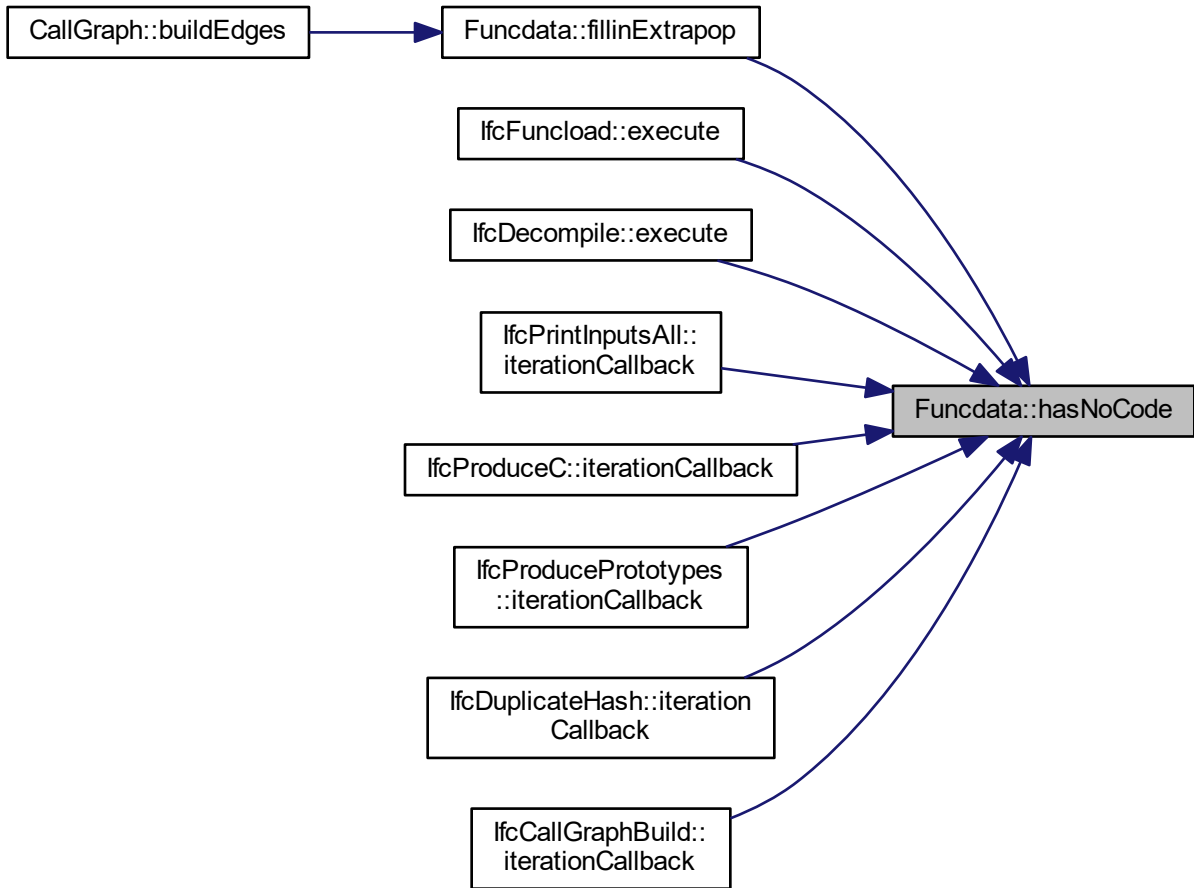 CallGraph::buildEdges
Funcdata::fillinExtrapop
IfcFuncload::execute
IfcDecompile::execute
IfcPrintInputsAll::
iterationCallback
Funcdata::hasNoCode
IfcProduceC::iterationCallback
IfcProducePrototypes
::iterationCallback
IfcDuplicateHash::iteration
Callback
IfcCallGraphBuild::
iterationCallback